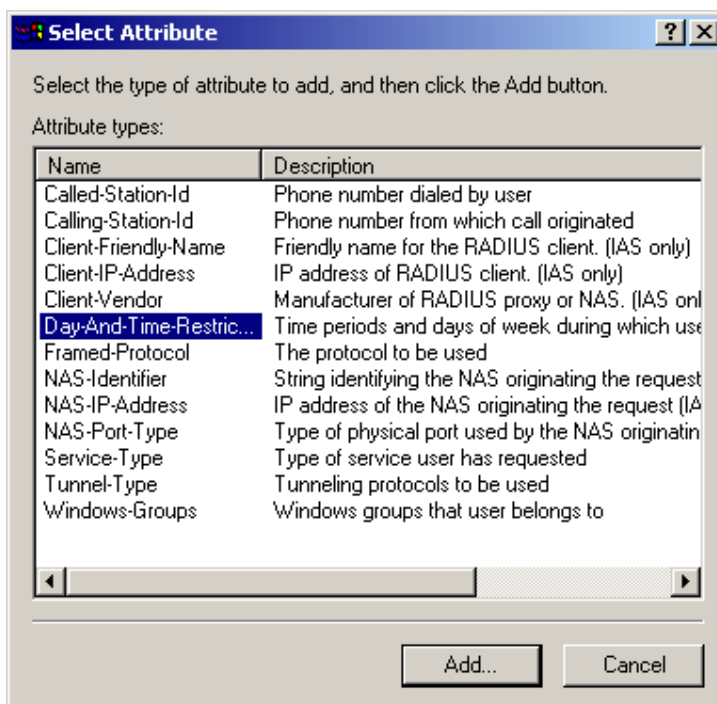 Select Attribute
Select the type of attribute to add, and then click the Add button.
Attribute types:
Name Description
Called-Station-Id Phone number dialed by user
Calling-Station-Id Phone number from which call originated
Client-Friendly-Name Friendly name for the RADIUS client. (IAS only)
Client-IP-Address IP address of RADIUS client. (IAS only)
Client-Vendor Manufacturer of RADIUS proxy or NAS. (IAS onl
Day-And-Time-Restric... Time periods and days of week during which use
Framed-Protocol The protocol to be used
NAS-Identifier String identifying the NAS originating the request
NAS-IP-Address IP address of the NAS originating the request (IA
NAS-Port-Type Type of physical port used by the NAS originatin
Service-Type Type of service user has requested
Tunnel-Type Tunneling protocols to be used
Windows-Groups Windows groups that user belongs to
Add... Cancel